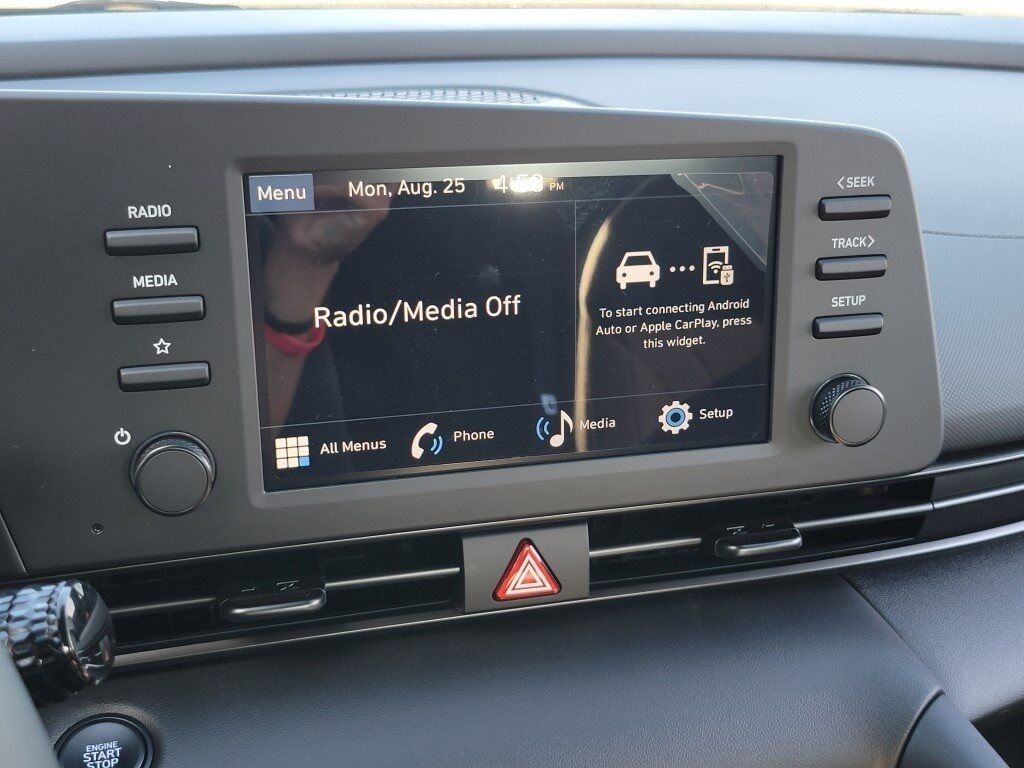 Menu
Mon, Aug. 25
PM
RADIO
MEDIA
Radio/Media Off
To start connecting Android
Auto or Apple CarPlay, press
this widget.
All Menus
Phone
Media
Setup
<SEEK
TRACK>
SETUP
ENGINE
START
STOP